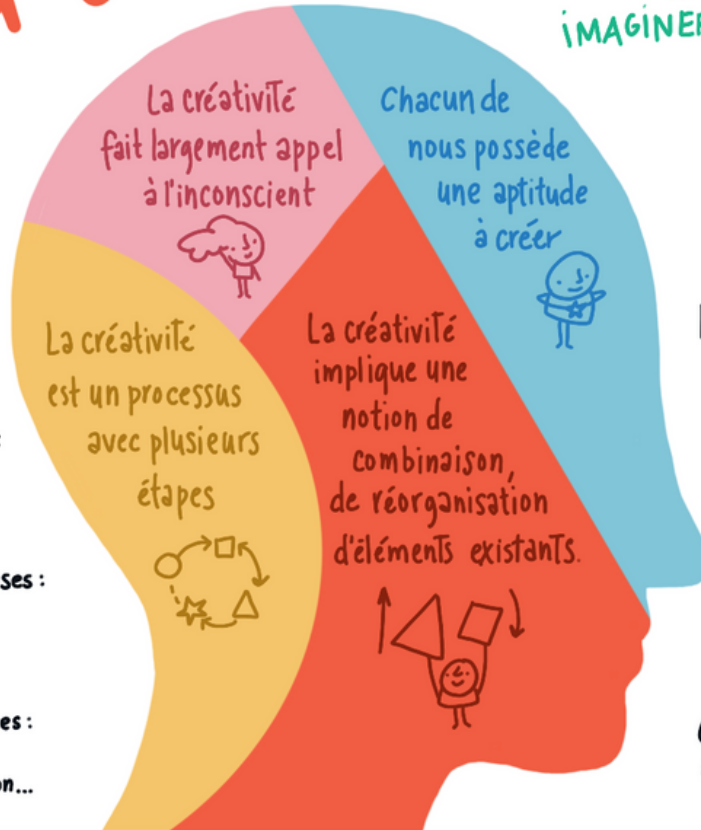 iMAGiNER
La créativité
fait largement appel
à l'inconscient
Chacun de
nous possède
une aptitude
à créer
La créativité
est un processus
avec plusieurs
étapes
La créativité
implique une
notion de
combinaison,
de réorganisation
d'éléments existants.
ses :
es :
on...